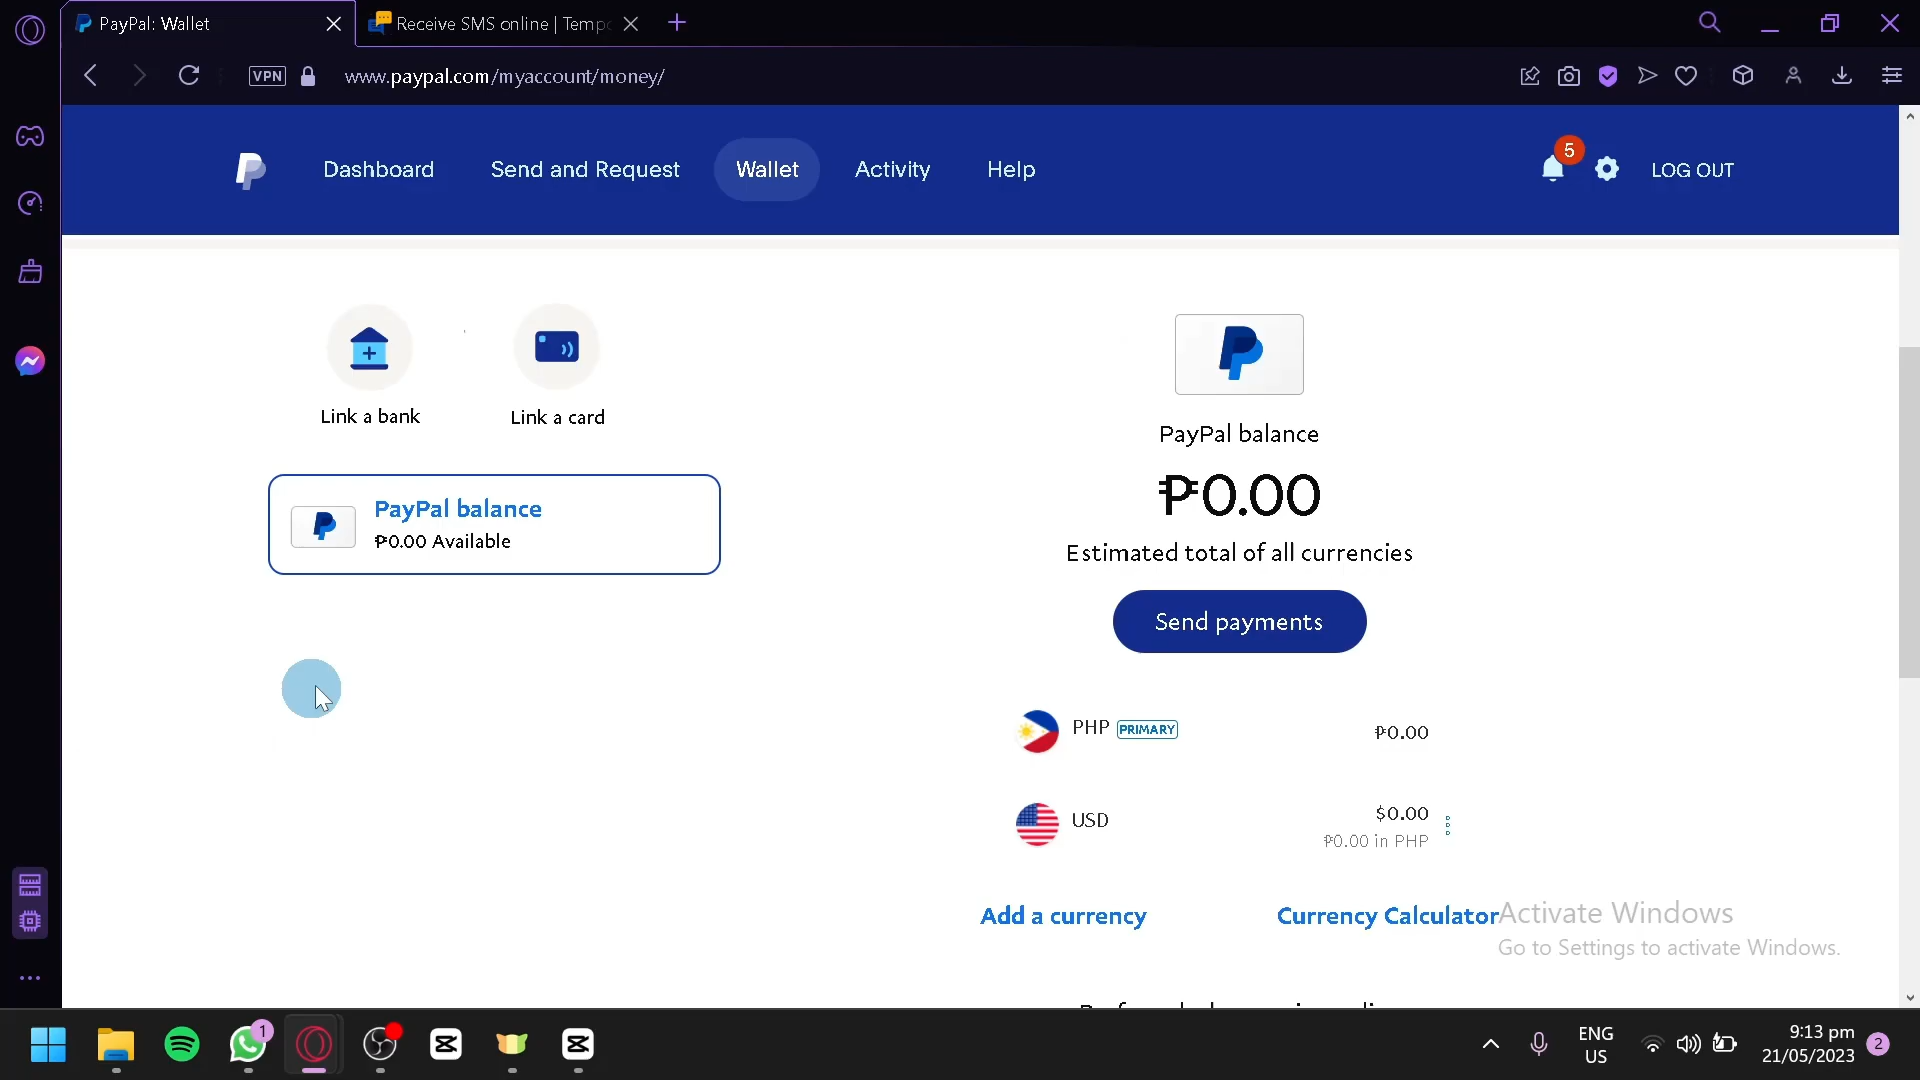 PayPal: Wallet
Receive SMS online | Tempo
VPN
www.paypal.com/myaccount/money/
Dashboard
Send and Request
Wallet
Activity
Help
5
LOG OUT
Link a bank
Link a card
PayPal balance
₱0.00 Available
PayPal balance
₱0.00
Estimated total of all currencies
Send payments
PHP PRIMARY
₱0.00
USD
$0.00
₱0.00 in PHP
Add a currency
Currency Calculator
Activate Windows
Go to Settings to activate Windows.
1
ENG
US
9:13 pm
21/05/2023
2